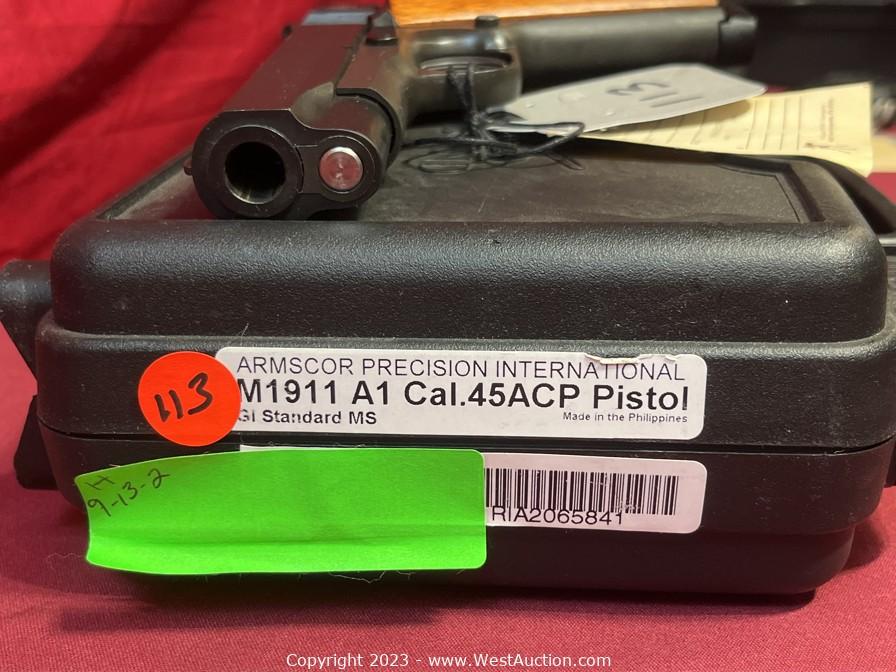 113
113
ARMSCOR PRECISION INTERNATIONAL
M1911 A1 Cal.45ACP Pistol
GI Standard MS
Made in the Philippines
H
9-13-2
RIA2065841
Copyright 2023 - www.WestAuction.com